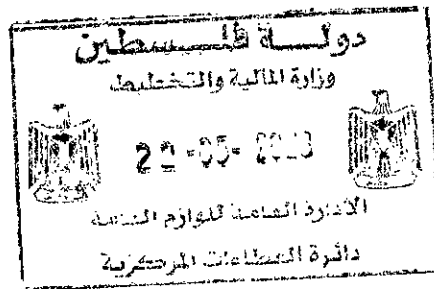 دولة فلسطين
وزارة المالية والتخطيط
الادارة العامة للوازم العامة
دائرة العطاءات المركزية